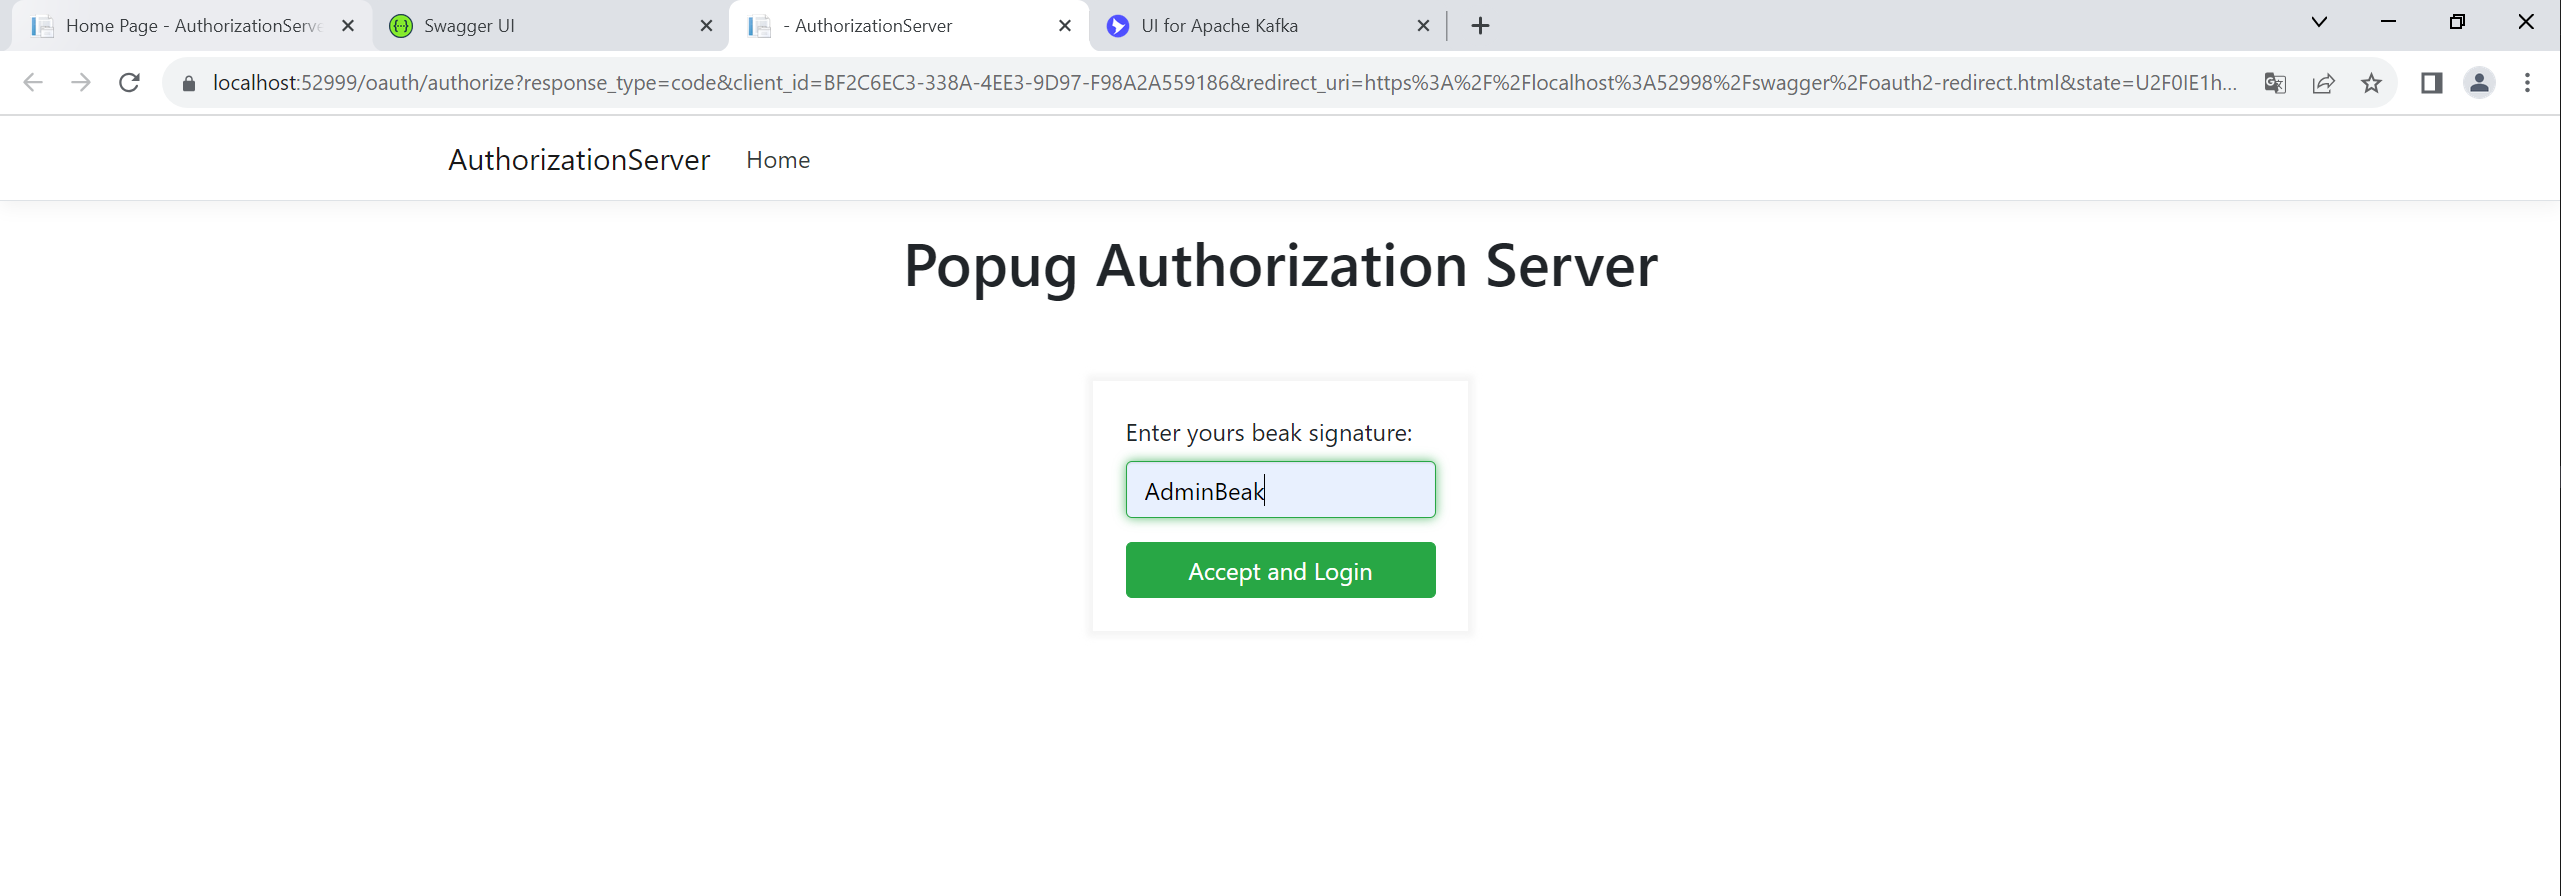 Home Page - AuthorizationServe
Swagger UI
- AuthorizationServer
UI for Apache Kafka
localhost:52999/oauth/authorize?response_type=code&client_id=BF2C6EC3-338A-4EE3-9D97-F98A2A559186&redirect_uri=https%3A%2F%2Flocalhost%3A52998%2Fswagger%2Foauth2-redirect.html&state=U2F0IE1h...
AuthorizationServer Home
Popug Authorization Server
Enter yours beak signature:
AdminBeak
Accept and Login